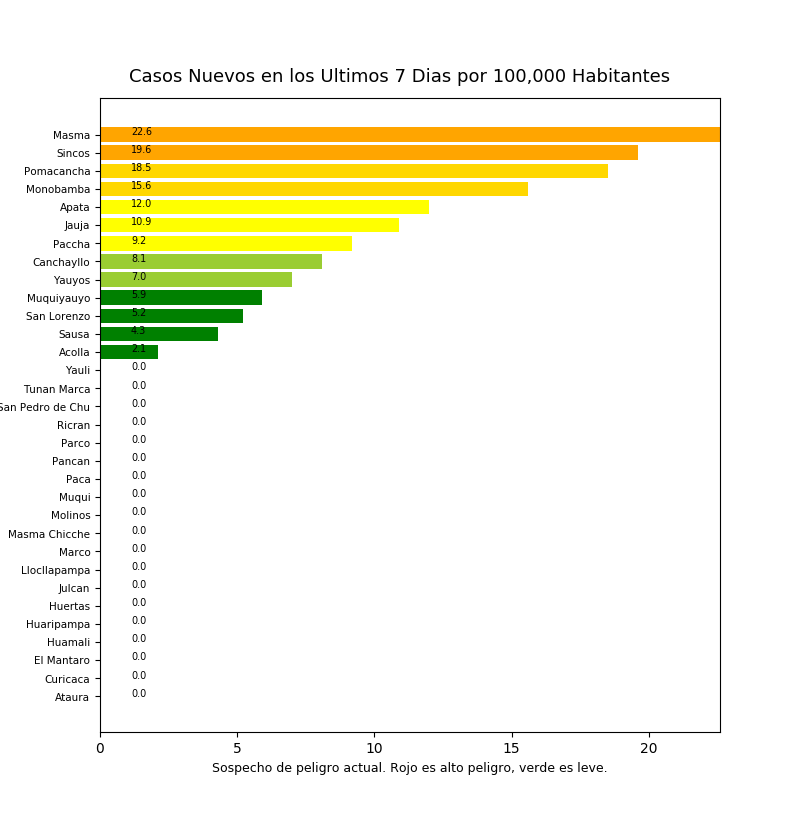 Casos Nuevos en los Ultimos 7 Dias por 100,000 Habitantes
Masma 22.6
Sincos 19.6
Pomacancha 18.5
Monobamba 15.6
Apata 12.0
Jauja 10.9
Paccha 9.2
Canchayllo 8.1
Yauyos 7.0
Muquiyauyo 5.9
San Lorenzo 5.2
Sausa 4.3
Acolla 2.1
Yauli 0.0
Tunan Marca 0.0
San Pedro de Chu 0.0
Ricran 0.0
Parco 0.0
Pancan 0.0
Paca 0.0
Muqui 0.0
Molinos 0.0
Masma Chicche 0.0
Marco 0.0
Llocllapampa 0.0
Julcan 0.0
Huertas 0.0
Huaripampa 0.0
Huamali 0.0
El Mantaro 0.0
Curicaca 0.0
Ataura 0.0
0 5 10 15 20
Sospecho de peligro actual. Rojo es alto peligro, verde es leve.